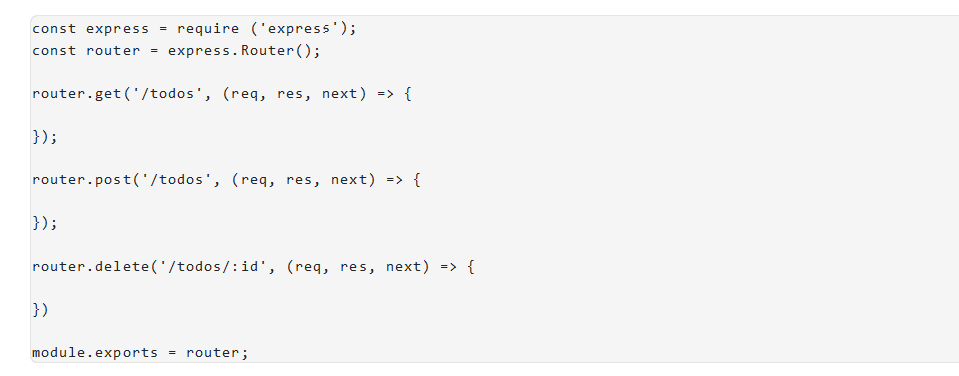 const express = require ('express');
const router = express.Router();
router.get('/todos', (req, res, next) => {
});
router.post('/todos', (req, res, next) => {
});
router.delete('/todos/:id', (req, res, next) => {
})
module.exports = router;